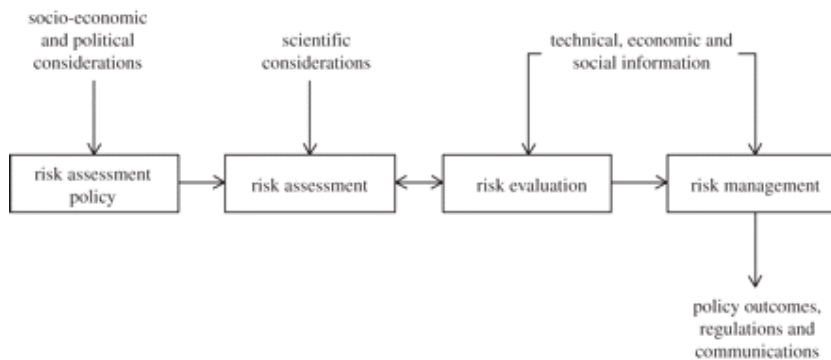 socio-economic
and political
considerations
scientific
considerations
technical, economic and
social information
risk assessment
policy
risk assessment
risk evaluation
risk management
policy outcomes,
regulations and
communications